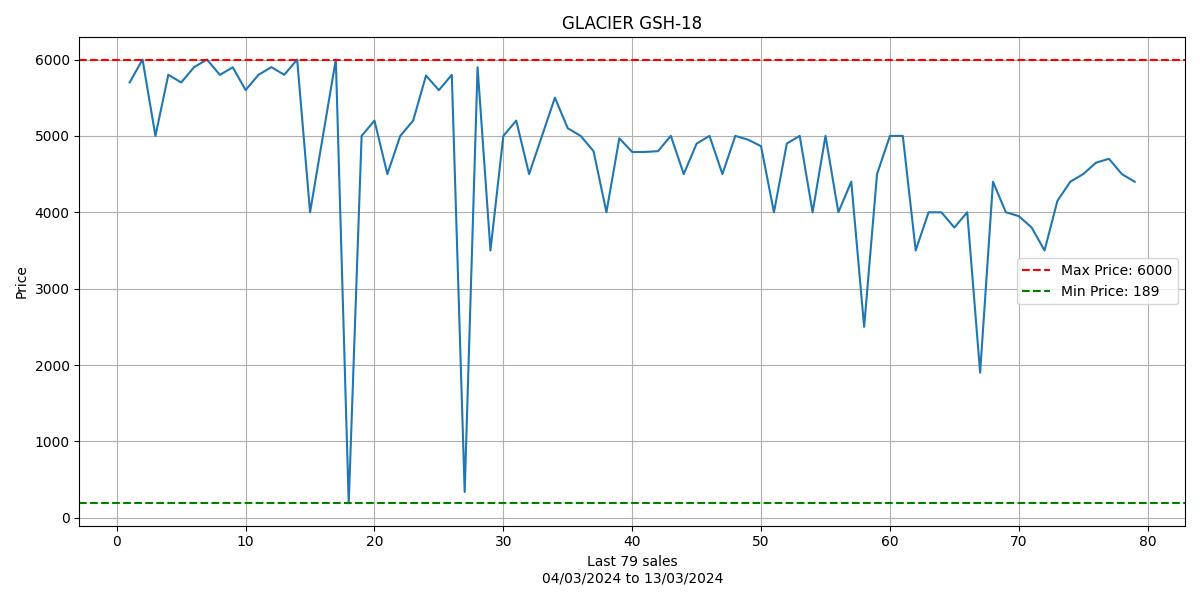 GLACIER GSH-18
Price
6000
5000
4000
3000
2000
1000
0
Max Price: 6000
Min Price: 189
0 10 20 30 40 50 60 70 80
Last 79 sales
04/03/2024 to 13/03/2024